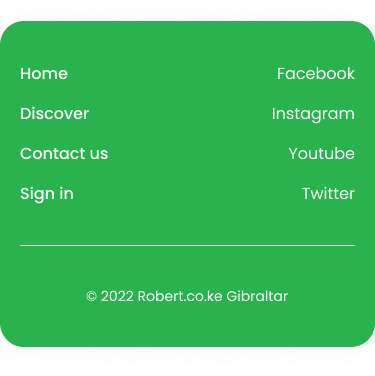 Home Facebook
Discover Instagram
Contact us Youtube
Sign in Twitter
© 2022 Robert.co.ke Gibraltar